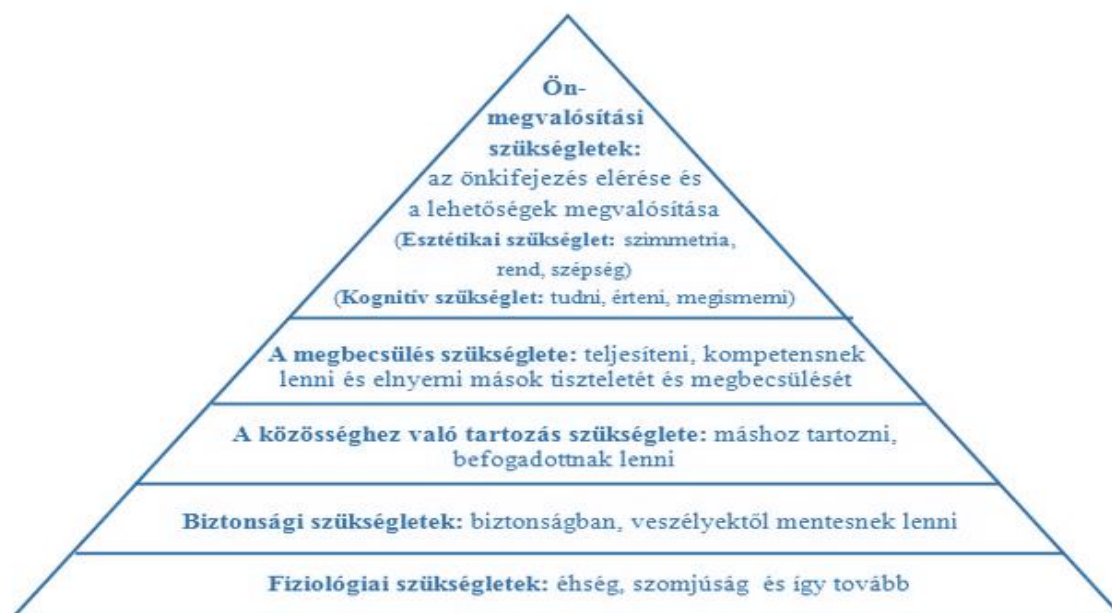 Ön-
megvalósítási
szükségletek:
az önkifejezés elérése és
a lehetőségek megvalósítása
(Esztétikai szükséglet: szimmetria,
rend, szépség)
(Kognitív szükséglet: tudni, érteni, megismerni)
A megbecsülés szükséglete: teljesíteni, kompetensnek
lenni és elnyerni mások tiszteletét és megbecsülését
A közösséghez való tartozás szükséglete: máshoz tartozni,
befogadottnak lenni
Biztonsági szükségletek: biztonságban, veszélyektől mentesnek lenni
Fiziológiai szükségletek: éhség, szomjúság és így tovább